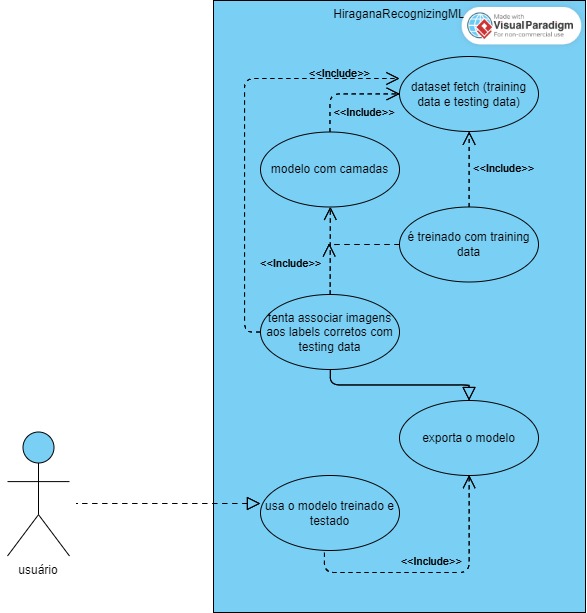 HiraganaRecognizingML
Made with
Visual Paradigm
For non-commercial use
<<Include>>
dataset fetch (training
data e testing data)
<<Include>>
modelo com camadas
<<Include>>
é treinado com training
data
<<Include>>
tenta associar imagens
aos labels corretos com
testing data
exporta o modelo
usa o modelo treinado e
testado
<<Include>>
usuário